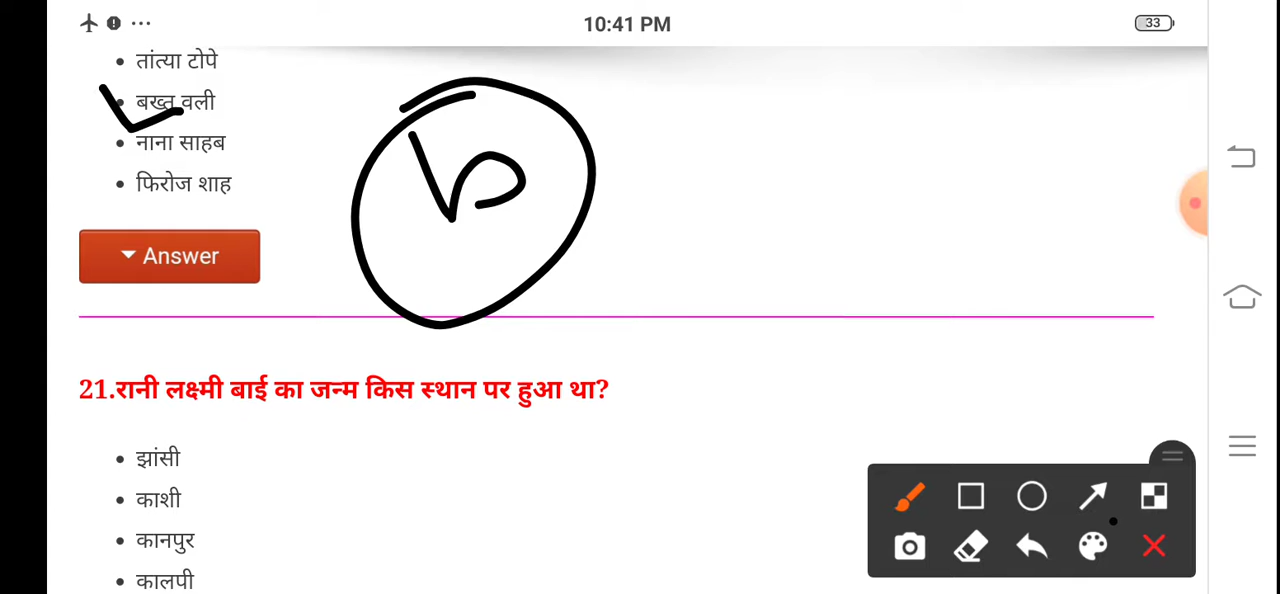 10:41 PM
33
तांत्या टोपे
बख्त वली
नाना साहब
फिरोज शाह
b
Answer
21.रानी लक्ष्मी बाई का जन्म किस स्थान पर हुआ था?
झांसी
काशी
कानपुर
कालपी